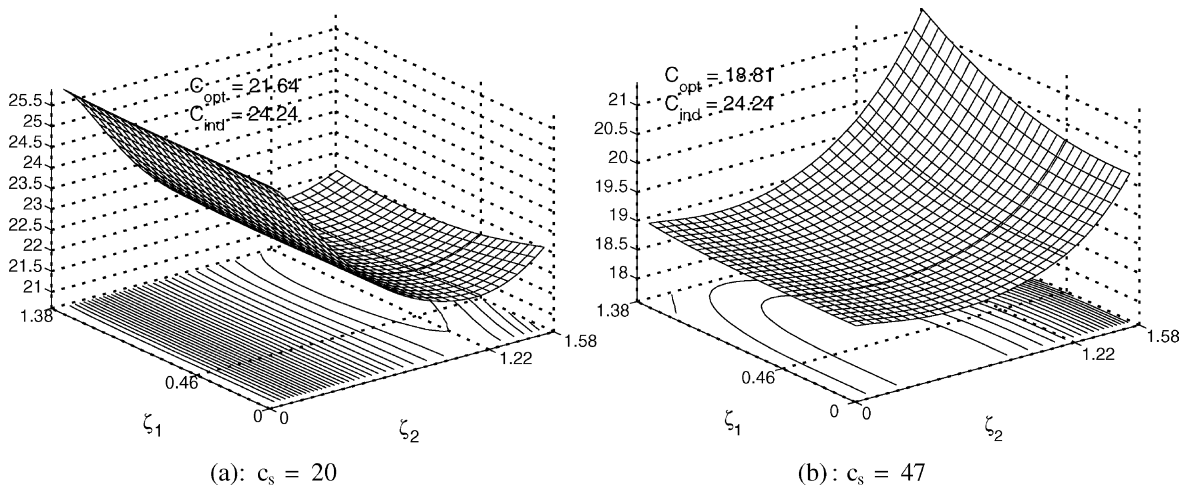 C_opt = 21.64
C_ind = 24.24
25.5
25
24.5
24
23.5
23
22.5
22
21.5
21
1.38
0.46
0
0
1.22
1.58
ζ1
ζ2
(a): c_s = 20
C_opt = 18.81
C_ind = 24.24
21
20.5
20
19.5
19
18.5
18
1.38
0.46
0
0
1.22
1.58
ζ1
ζ2
(b): c_s = 47